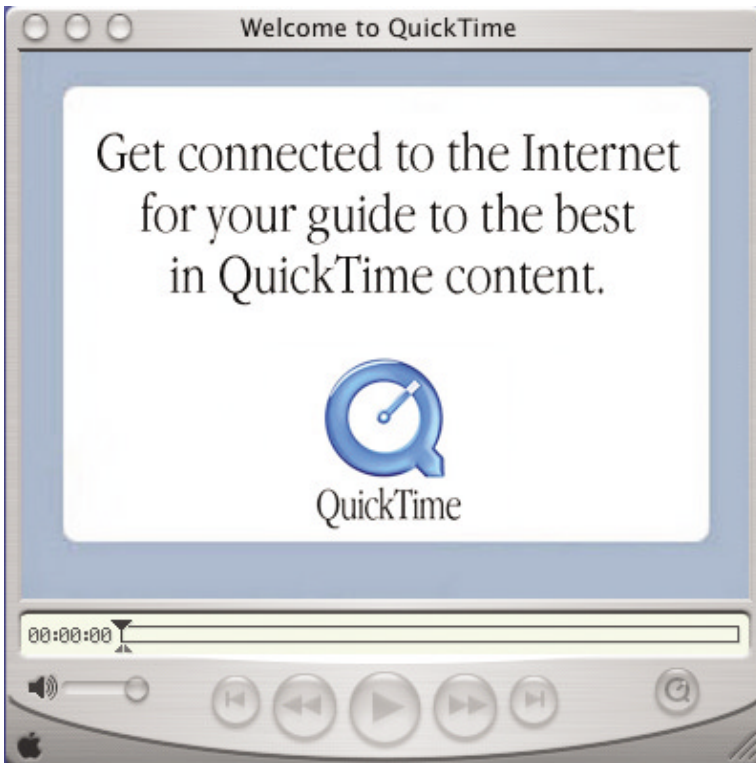 Welcome to QuickTime
Get connected to the Internet
for your guide to the best
in QuickTime content.
QuickTime
00:00:00